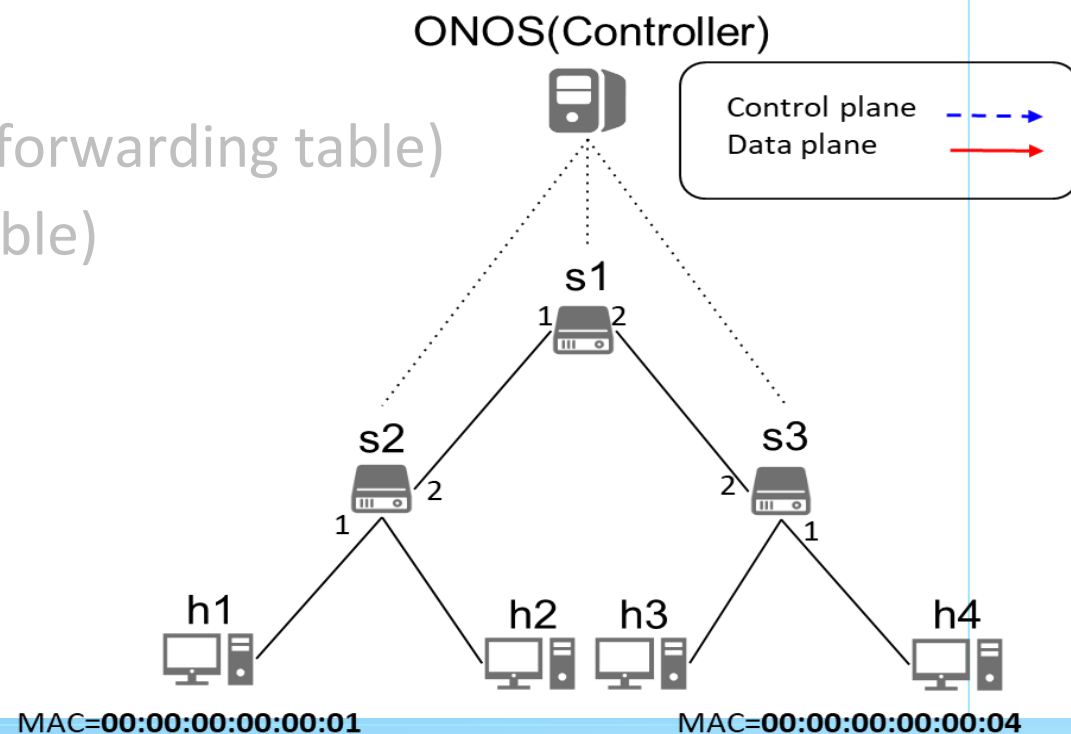 ONOS(Controller)
Control plane
Data plane
forwarding table)
ble)
s1
1
2
s2
s3
2
2
1
1
h1
h2
h3
h4
MAC=00:00:00:00:00:01
MAC=00:00:00:00:00:04